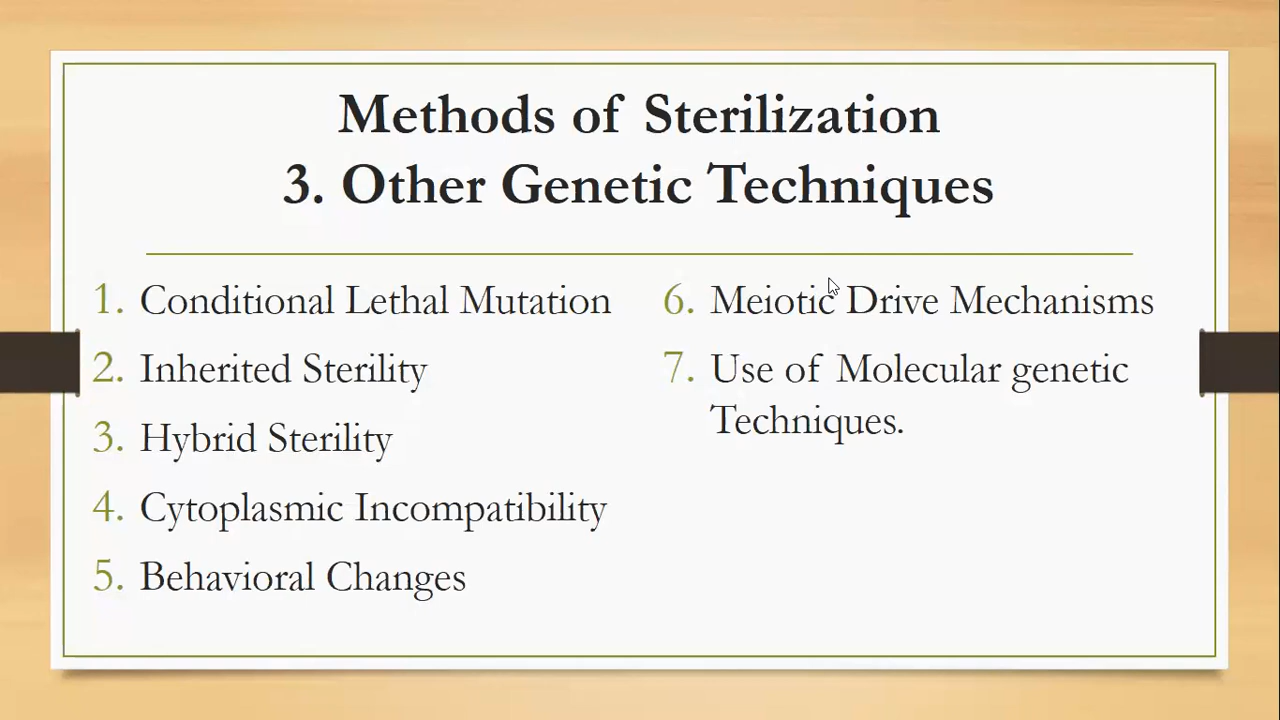 Methods of Sterilization
3. Other Genetic Techniques
1. Conditional Lethal Mutation
2. Inherited Sterility
3. Hybrid Sterility
4. Cytoplasmic Incompatibility
5. Behavioral Changes
6. Meiotic Drive Mechanisms
7. Use of Molecular genetic
Techniques.